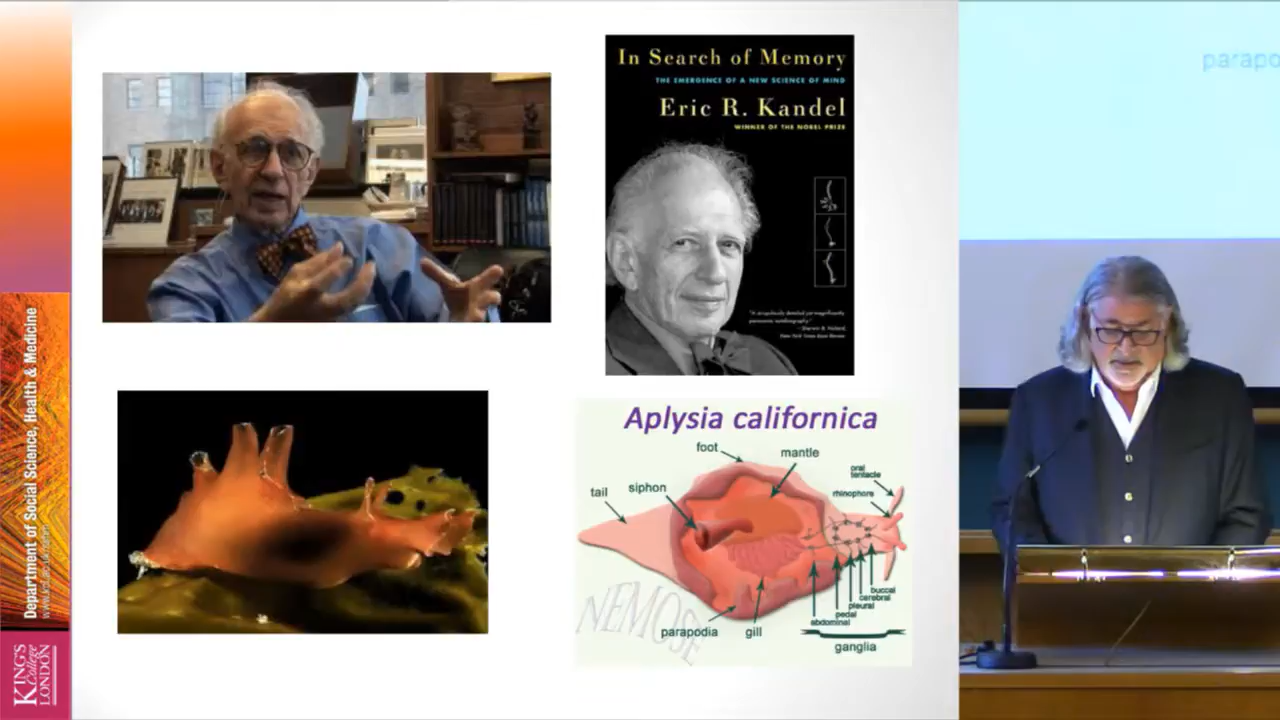 Department of Social Science, Health & Medicine
KING'S
College
LONDON
In Search of Memory
THE EMERGENCE OF A NEW SCIENCE OF MIND
Eric R. Kandel
WINNER OF THE NOBEL PRIZE
Aplysia californica
foot
mantle
oral
tentacle
rhinophore
tail
siphon
buccal
cerebral
pleural
pedal
abdominal
parapodia
gill
ganglia
NEMOSE
parapo